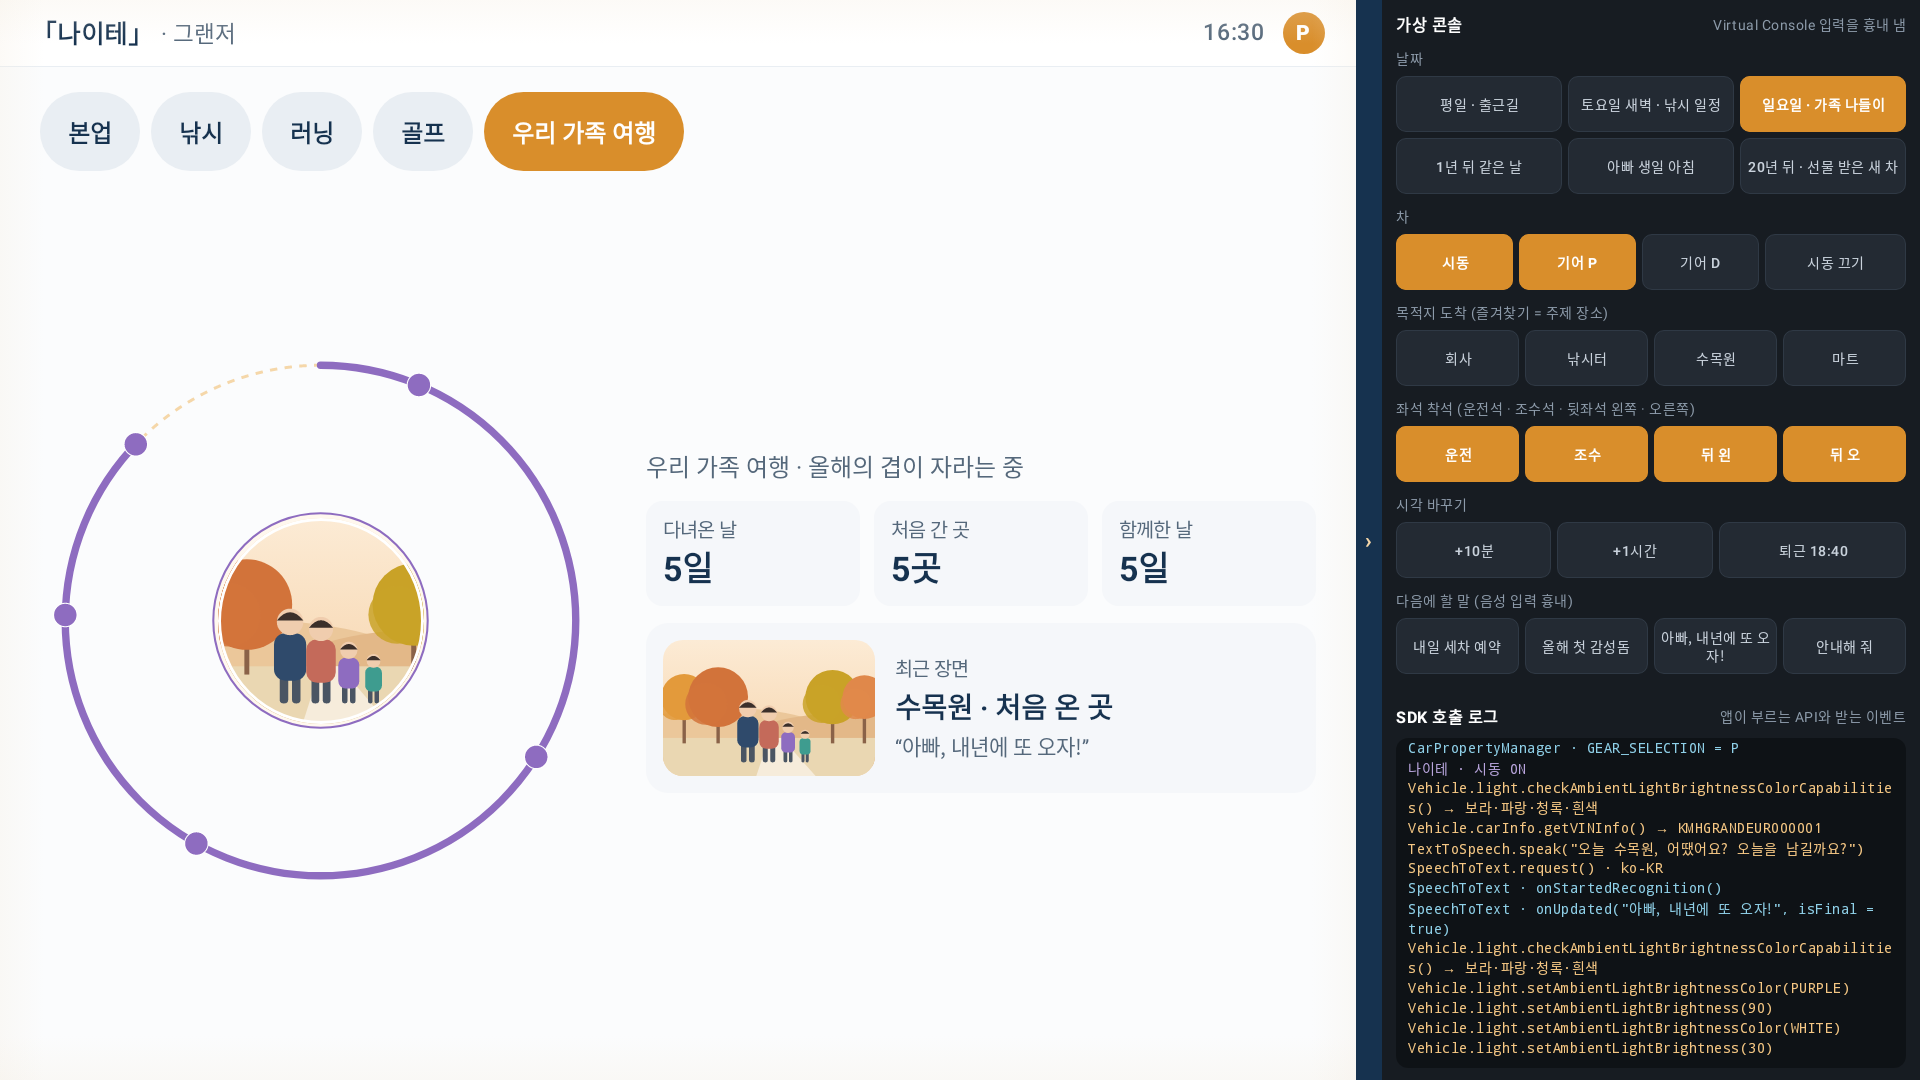 「나이테」 · 그랜저
16:30
P
본업
낚시
러닝
골프
우리 가족 여행
우리 가족 여행 · 올해의 겹이 자라는 중
다녀온 날
5일
처음 간 곳
5곳
함께한 날
5일
최근 장면
수목원 · 처음 온 곳
“아빠, 내년에 또 오자!”
›
가상 콘솔
Virtual Console 입력을 흉내 냄
날짜
평일 · 출근길
토요일 새벽 · 낚시 일정
일요일 · 가족 나들이
1년 뒤 같은 날
아빠 생일 아침
20년 뒤 · 선물 받은 새 차
차
시동
기어 P
기어 D
시동 끄기
목적지 도착 (즐겨찾기 = 주제 장소)
회사
낚시터
수목원
마트
좌석 착석 (운전석 · 조수석 · 뒷좌석 왼쪽 · 오른쪽)
운전
조수
뒤 왼
뒤 오
시각 바꾸기
+10분
+1시간
퇴근 18:40
다음에 할 말 (음성 입력 흉내)
내일 세차 예약
올해 첫 감성돔
아빠, 내년에 또 오
자!
안내해 줘
SDK 호출 로그
앱이 부르는 API와 받는 이벤트
CarPropertyManager · GEAR_SELECTION = P
나이테 · 시동 ON
Vehicle.light.checkAmbientLightBrightnessColorCapabilitie
s() → 보라·파랑·청록·흰색
Vehicle.carInfo.getVINInfo() → KMHGRANDEUR000001
TextToSpeech.speak("오늘 수목원, 어땠어요? 오늘을 남길까요?")
SpeechToText.request() · ko-KR
SpeechToText · onStartedRecognition()
SpeechToText · onUpdated("아빠, 내년에 또 오자!", isFinal =
true)
Vehicle.light.checkAmbientLightBrightnessColorCapabilitie
s() → 보라·파랑·청록·흰색
Vehicle.light.setAmbientLightBrightnessColor(PURPLE)
Vehicle.light.setAmbientLightBrightness(90)
Vehicle.light.setAmbientLightBrightnessColor(WHITE)
Vehicle.light.setAmbientLightBrightness(30)